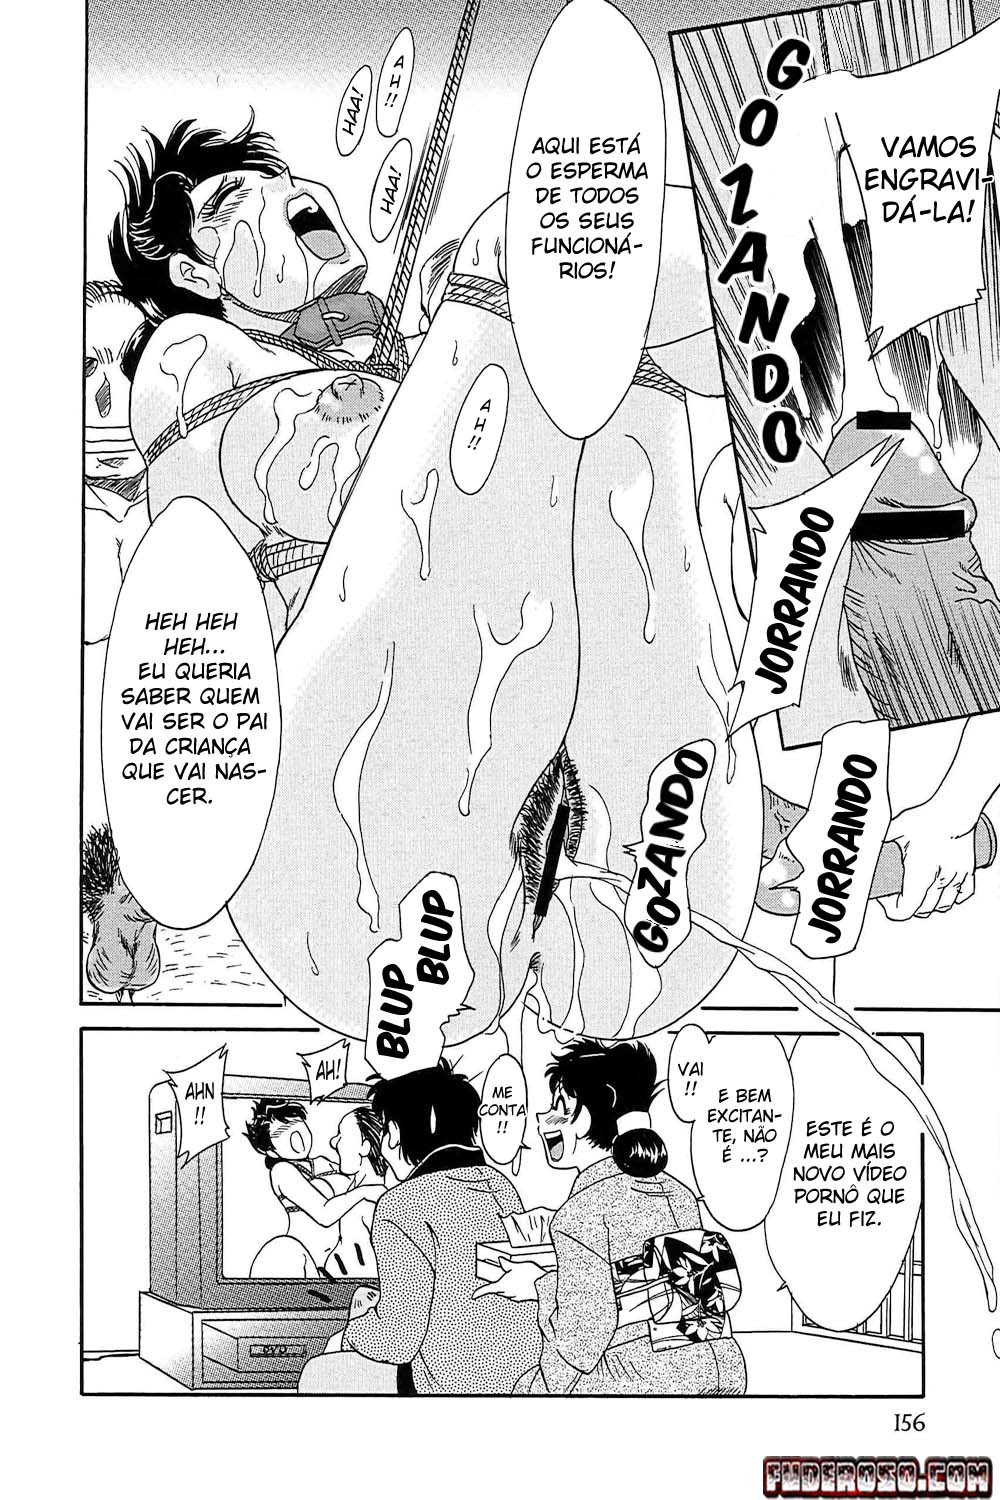 VAMOS
ENGRAVI-
DÁ-LA!
GOZANDO
JORRANDO
AQUI ESTÁ
O ESPERMA
DE TODOS
OS SEUS
FUNCIONÁ-
RIOS!
AH!!
HAA!
HAA!
AH!!
JORRANDO
GOZANDO
HEH HEH
HEH...
EU QUERIA
SABER QUEM
VAI SER O PAI
DA CRIANÇA
QUE VAI NAS-
CER.
BLUP
BLUP
ESTE É O
MEU MAIS
NOVO VÍDEO
PORNÔ QUE
EU FIZ.
VAI
!!
E BEM
EXCITAN-
TE, NÃO
É ...?
ME
CONTA
!!
AH!
AHN
!!
DVD
156
FUDEROSO.COM